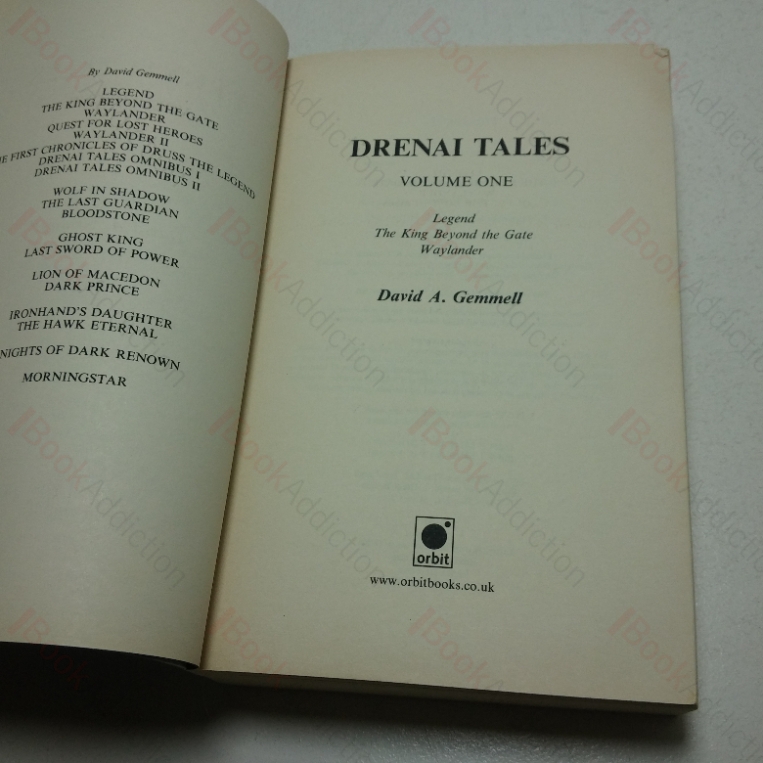 By David Gemmell
LEGEND
THE KING BEYOND THE GATE
WAYLANDER
QUEST FOR LOST HEROES
WAYLANDER II
E FIRST CHRONICLES OF DRUSS THE LEGEND
DRENAI TALES OMNIBUS I
DRENAI TALES OMNIBUS II
WOLF IN SHADOW
THE LAST GUARDIAN
BLOODSTONE
GHOST KING
LAST SWORD OF POWER
LION OF MACEDON
DARK PRINCE
IRONHAND'S DAUGHTER
THE HAWK ETERNAL
NIGHTS OF DARK RENOWN
MORNINGSTAR
DRENAI TALES
VOLUME ONE
Legend
The King Beyond the Gate
Waylander
David A. Gemmell
orbit
www.orbitbooks.co.uk
BookAddiction